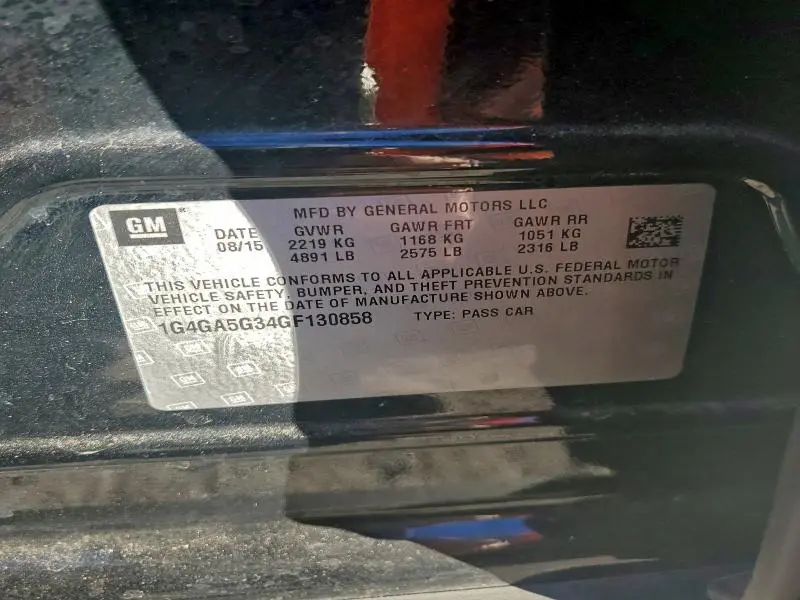 GM ®
MFD BY GENERAL MOTORS LLC
DATE GVWR GAWR FRT GAWR RR
08/15 2219 KG 1168 KG 1051 KG
4891 LB 2575 LB 2316 LB
THIS VEHICLE CONFORMS TO ALL APPLICABLE U.S. FEDERAL MOTOR
VEHICLE SAFETY, BUMPER, AND THEFT PREVENTION STANDARDS IN
EFFECT ON THE DATE OF MANUFACTURE SHOWN ABOVE.
1G4GA5G34GF130858 TYPE: PASS CAR